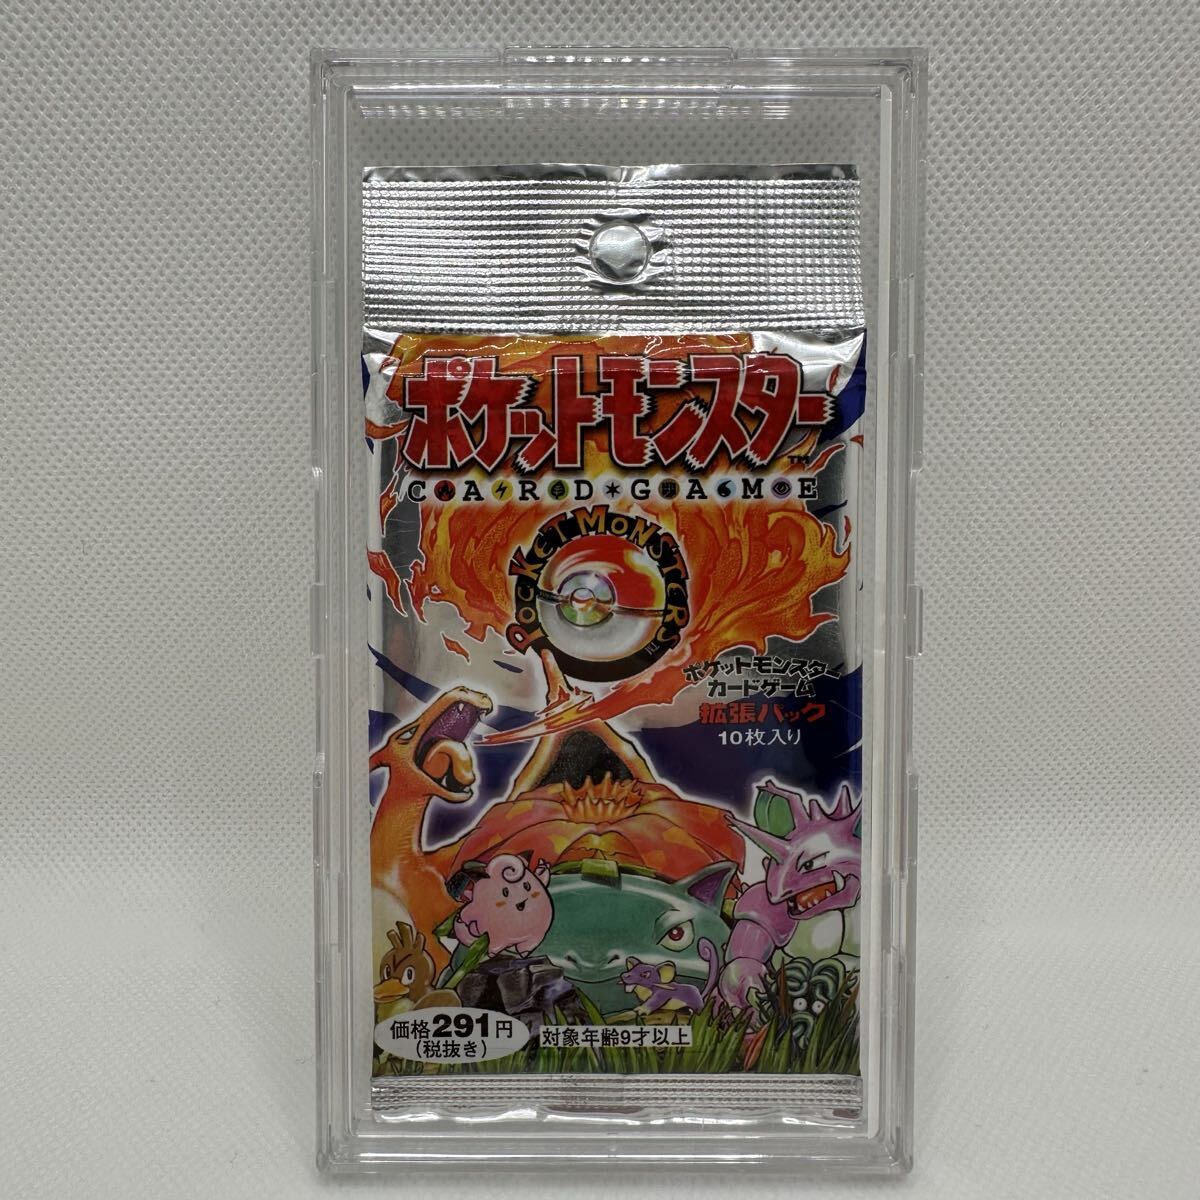 ポケットモンスター
TM
CARD GAME
POCKET MONSTERS
TM
ポケットモンスター
カードゲーム
拡張パック
10枚入り
価格291円
(税抜き)
対象年齢9才以上